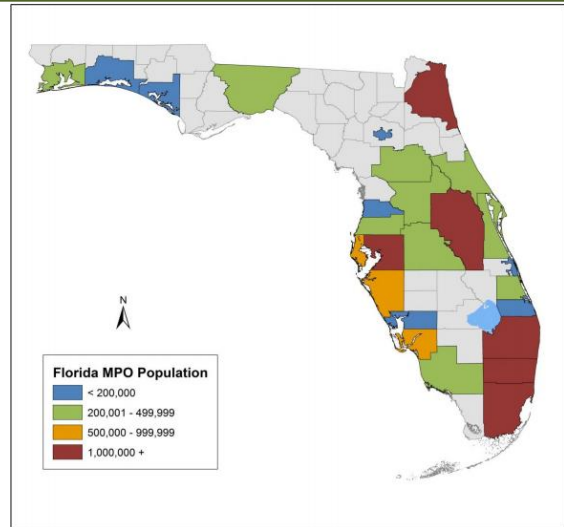 N
Florida MPO Population
< 200,000
200,001 - 499,999
500,000 - 999,999
1,000,000 +